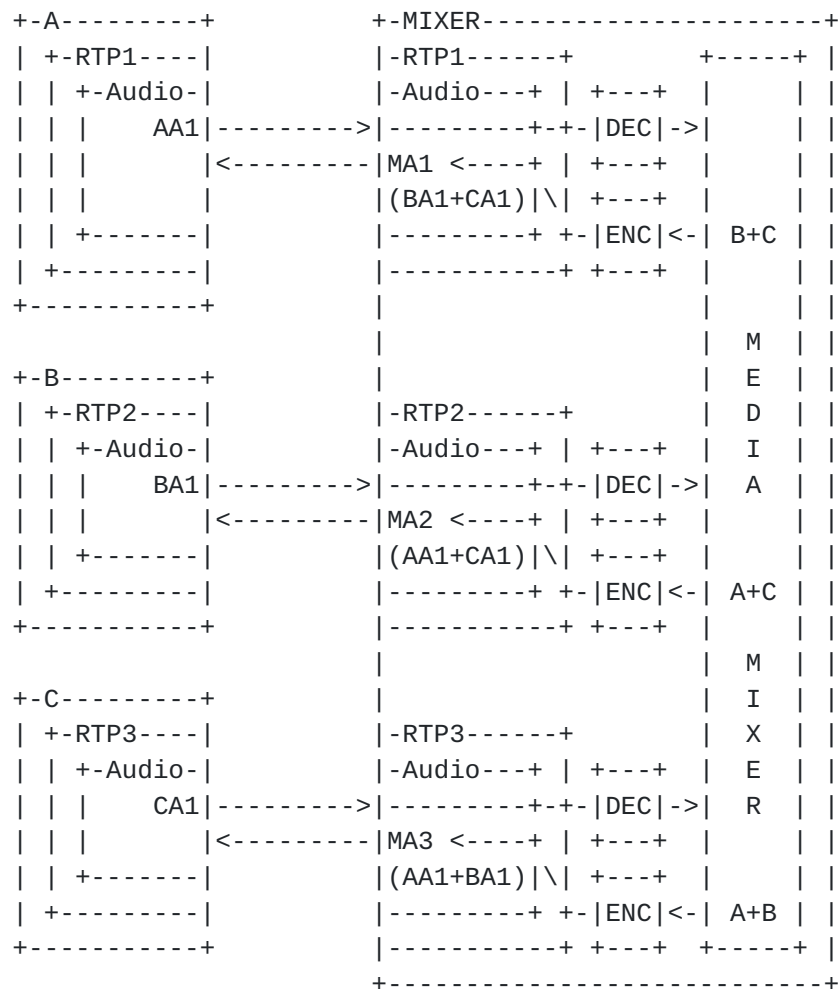 +-A---------+          +-MIXER----------------------+
| +-RTP1----|          |-RTP1------+        +-----+ |
| | +-Audio-|          |-Audio---+ | +---+  |     | |
| | |    AA1|--------->|---------+-+-|DEC|->|     | |
| | |       |<---------|MA1 <----+ | +---+  |     | |
| | |       |          |(BA1+CA1)|\| +---+  |     | |
| | +-------|          |---------+ +-|ENC|<-| B+C | |
| +---------|          |-----------+ +---+  |     | |
+-----------+          |                    |     | |
                       |                    |  M  | |
+-B---------+          |                    |  E  | |
| +-RTP2----|          |-RTP2------+        |  D  | |
| | +-Audio-|          |-Audio---+ | +---+  |  I  | |
| | |    BA1|--------->|---------+-+-|DEC|->|  A  | |
| | |       |<---------|MA2 <----+ | +---+  |     | |
| | +-------|          |(AA1+CA1)|\| +---+  |     | |
| +---------|          |---------+ +-|ENC|<-| A+C | |
+-----------+          |-----------+ +---+  |     | |
                       |                    |  M  | |
+-C---------+          |                    |  I  | |
| +-RTP3----|          |-RTP3------+        |  X  | |
| | +-Audio-|          |-Audio---+ | +---+  |  E  | |
| | |    CA1|--------->|---------+-+-|DEC|->|  R  | |
| | |       |<---------|MA3 <----+ | +---+  |     | |
| | +-------|          |(AA1+BA1)|\| +---+  |     | |
| +---------|          |---------+ +-|ENC|<-| A+B | |
+-----------+          |-----------+ +---+  +-----+ |
                       +----------------------------+